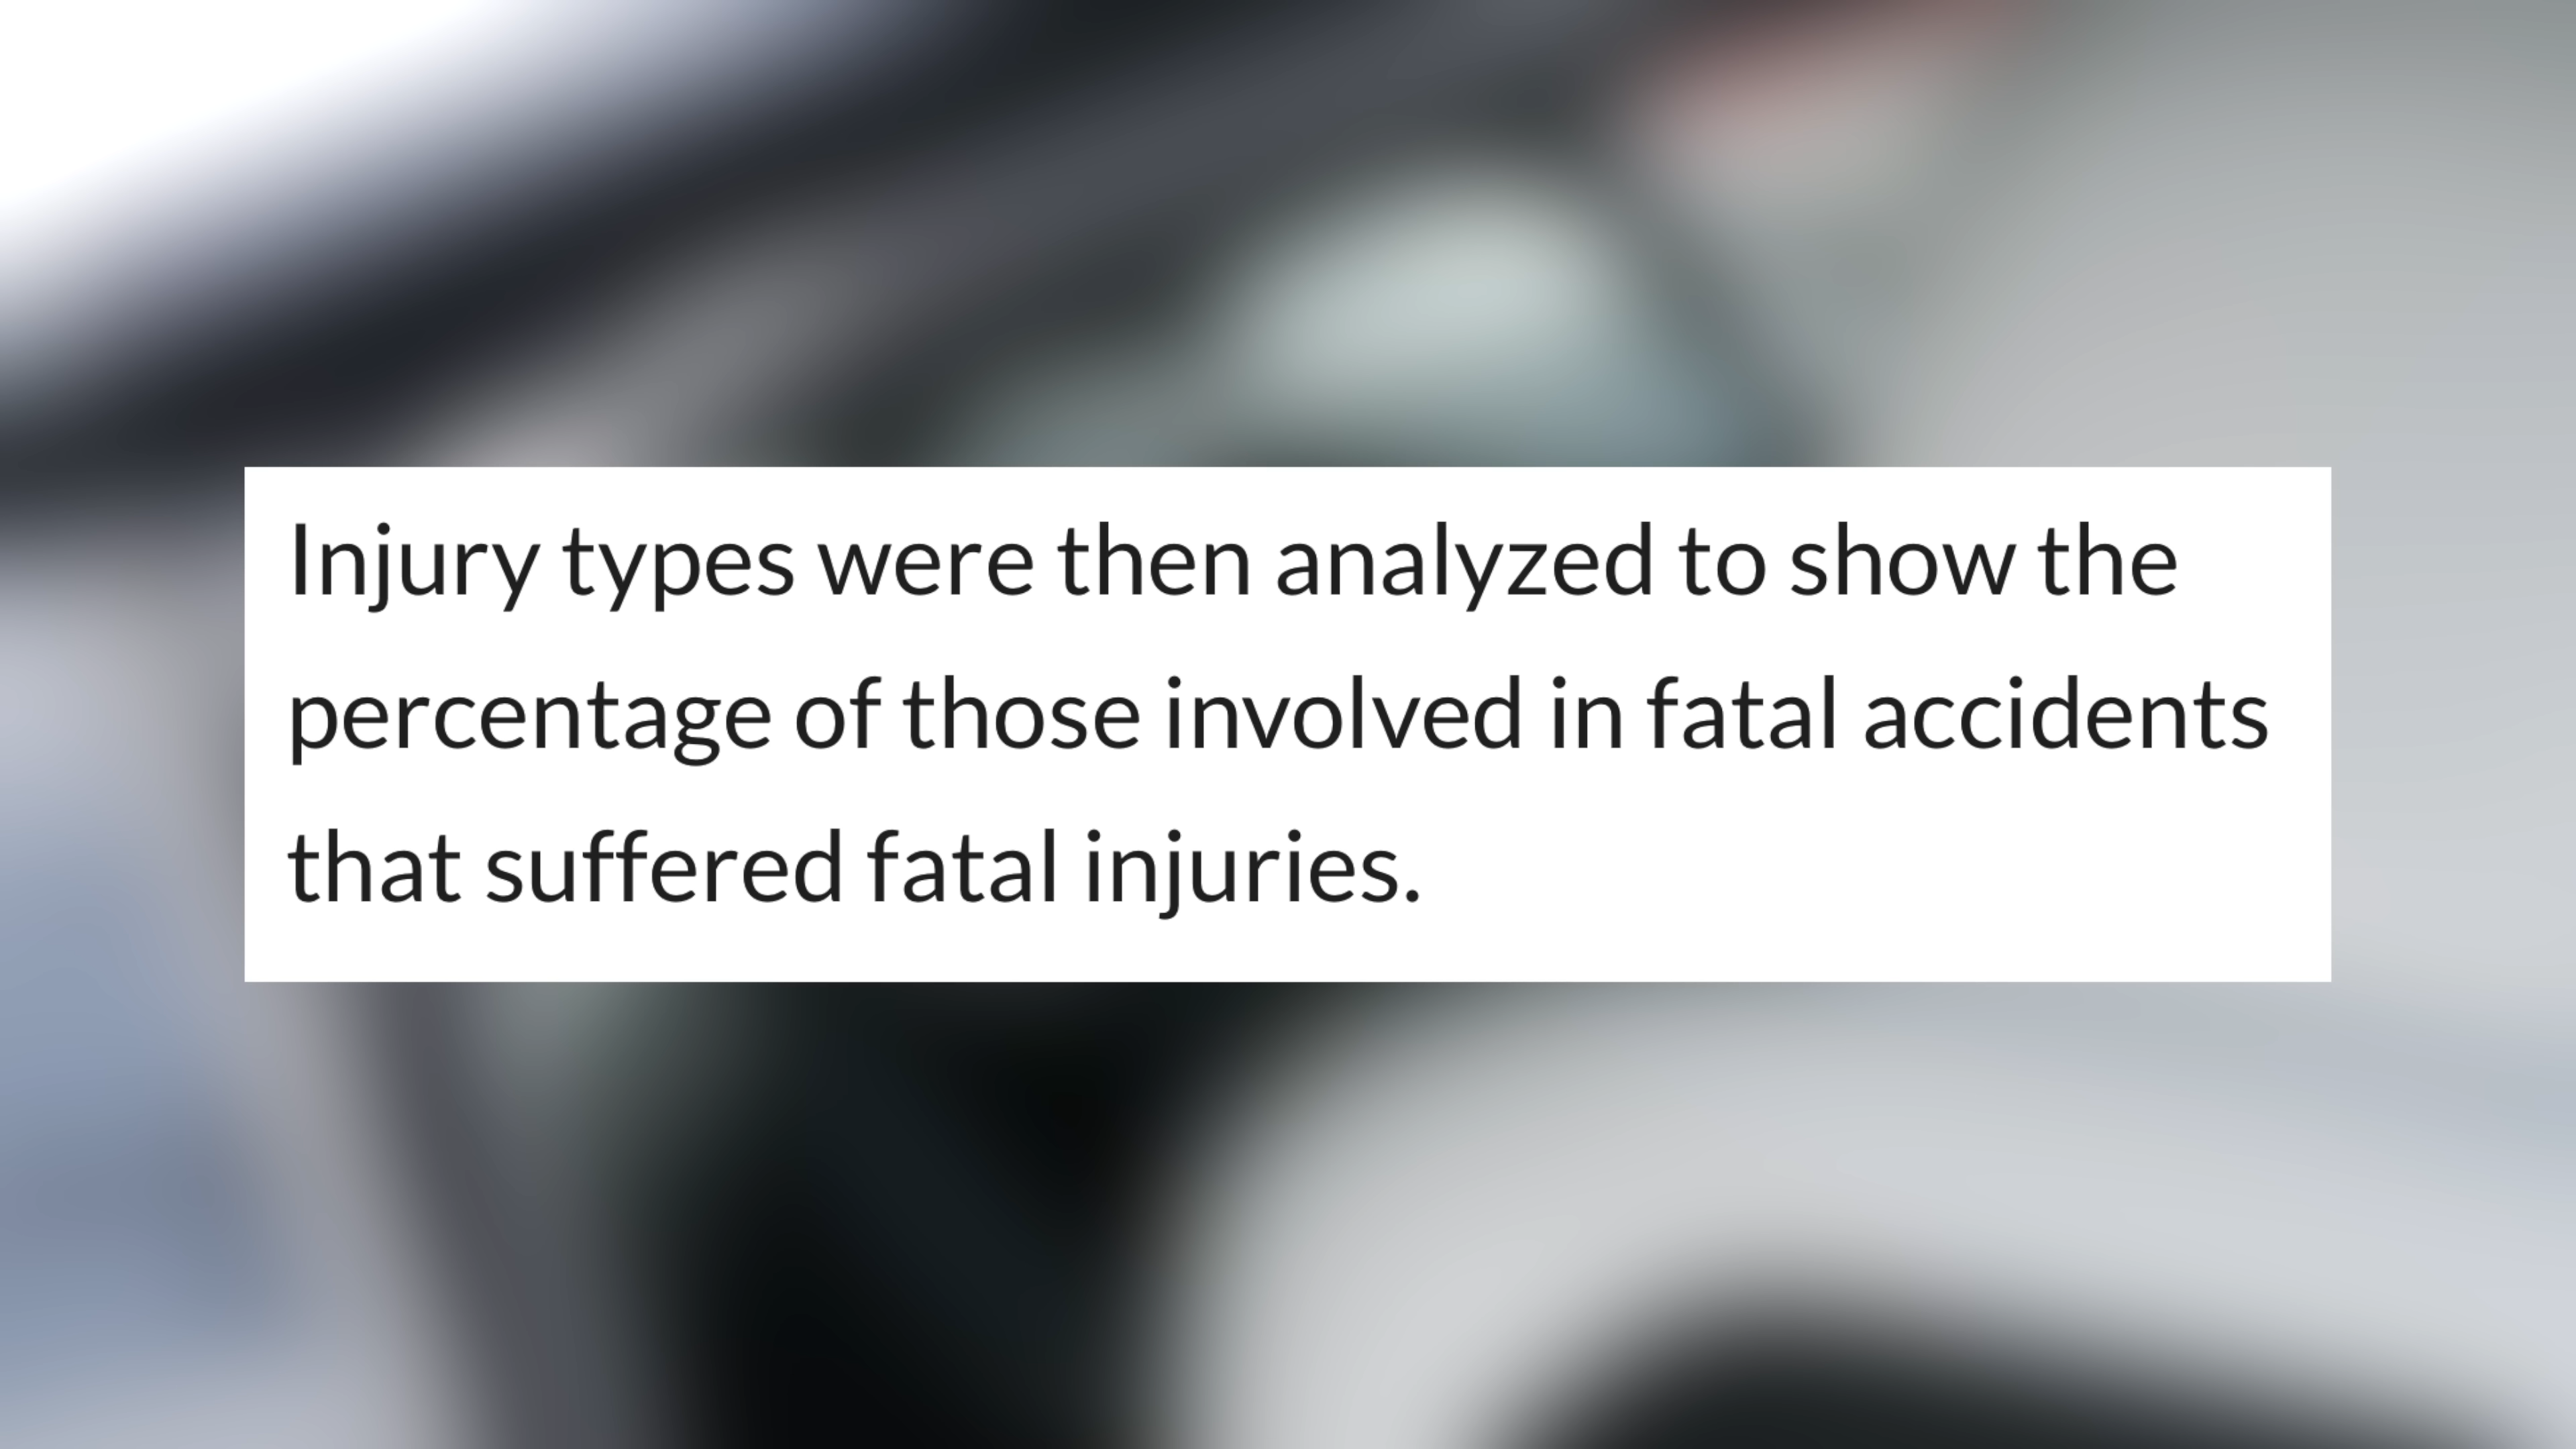 Injury types were then analyzed to show the
percentage of those involved in fatal accidents
that suffered fatal injuries.